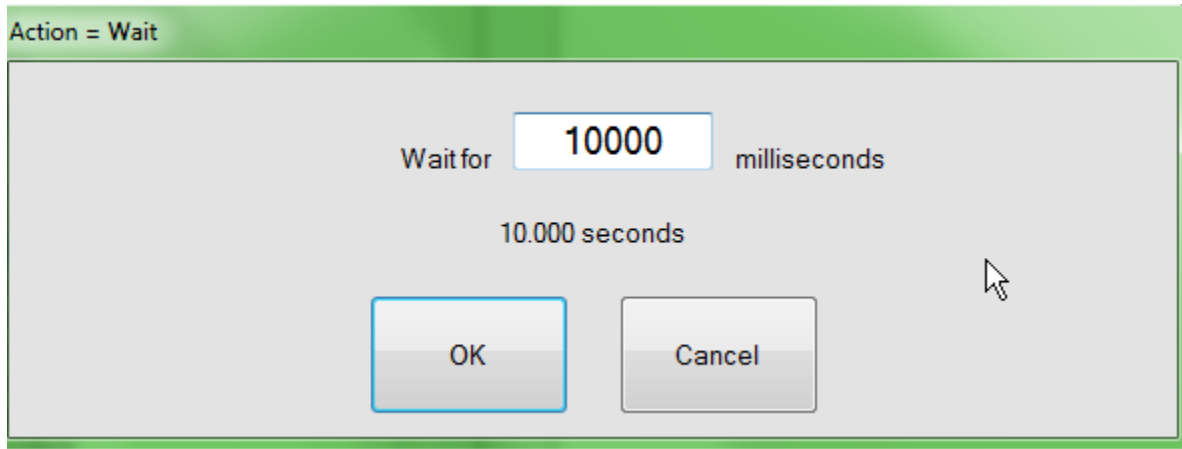 Action = Wait
Wait for 10000 milliseconds
10.000 seconds
OK Cancel